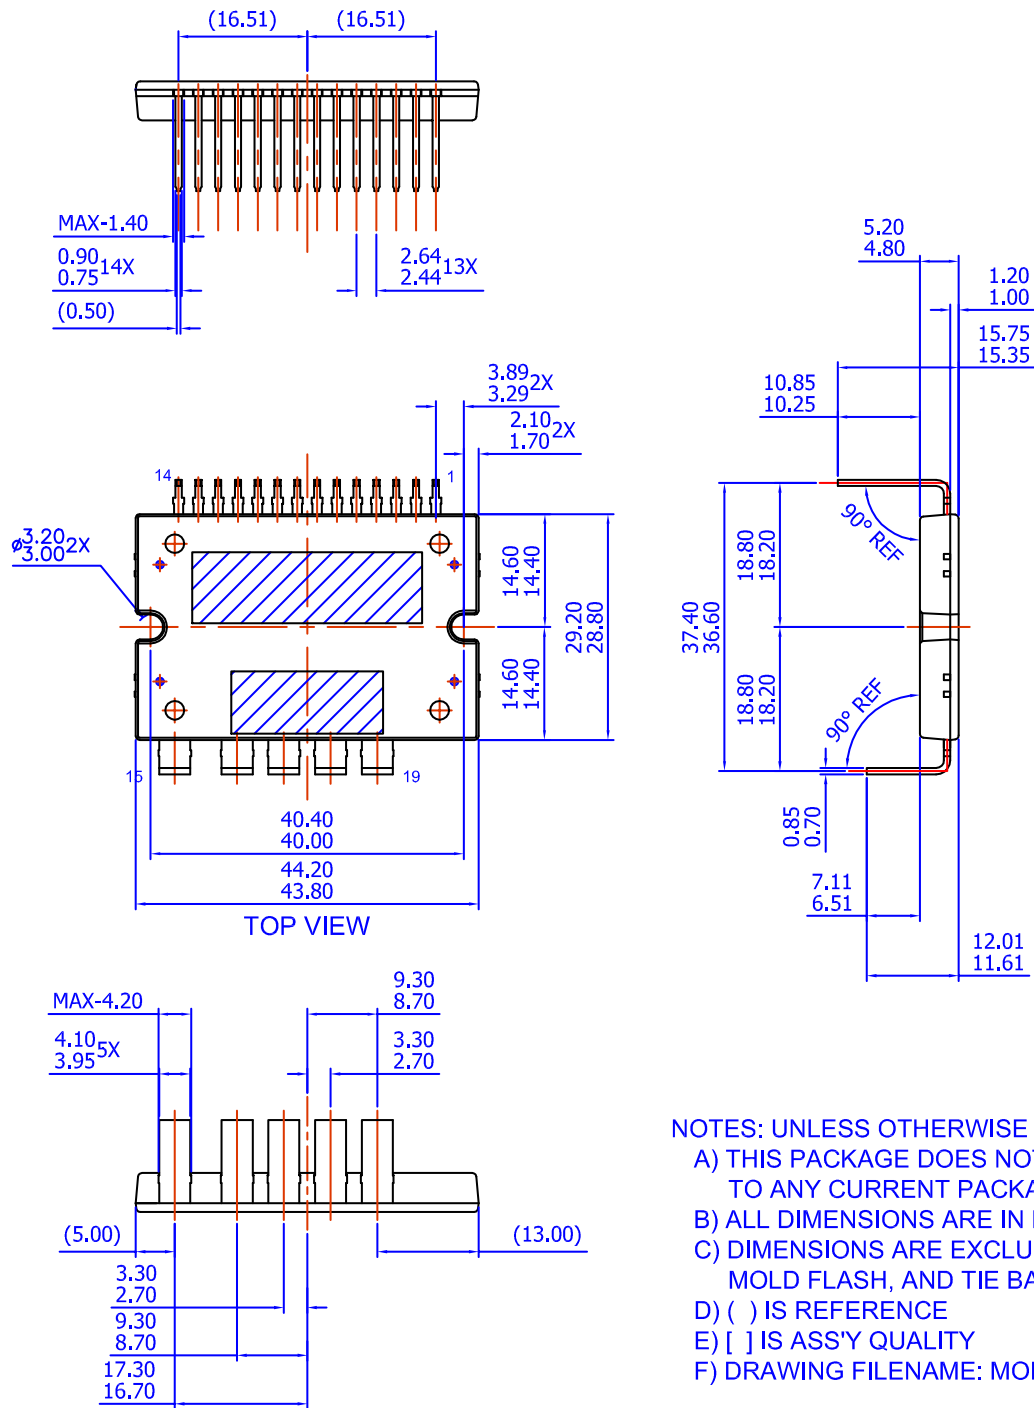 (16.51) (16.51)
MAX-1.40
0.90
0.75 14X
(0.50)
2.64
2.44 13X
5.20
4.80
1.20
1.00
15.75
15.35
10.85
10.25
3.89
3.29 2X
2.10
1.70 2X
14
1
ø3.20
3.00 2X
14.60
14.40
29.20
28.80
14.60
14.40
15
19
90° REF
18.80
18.20
37.40
36.60
18.80
18.20
90° REF
0.85
0.70
7.11
6.51
12.01
11.61
40.40
40.00
44.20
43.80
TOP VIEW
MAX-4.20
4.10
3.95 5X
9.30
8.70
3.30
2.70
(5.00)
(13.00)
3.30
2.70
9.30
8.70
17.30
16.70
NOTES: UNLESS OTHERWISE
A) THIS PACKAGE DOES NOT
TO ANY CURRENT PACKA
B) ALL DIMENSIONS ARE IN
C) DIMENSIONS ARE EXCLU
MOLD FLASH, AND TIE BA
D) ( ) IS REFERENCE
E) [ ] IS ASS'Y QUALITY
F) DRAWING FILENAME: MO